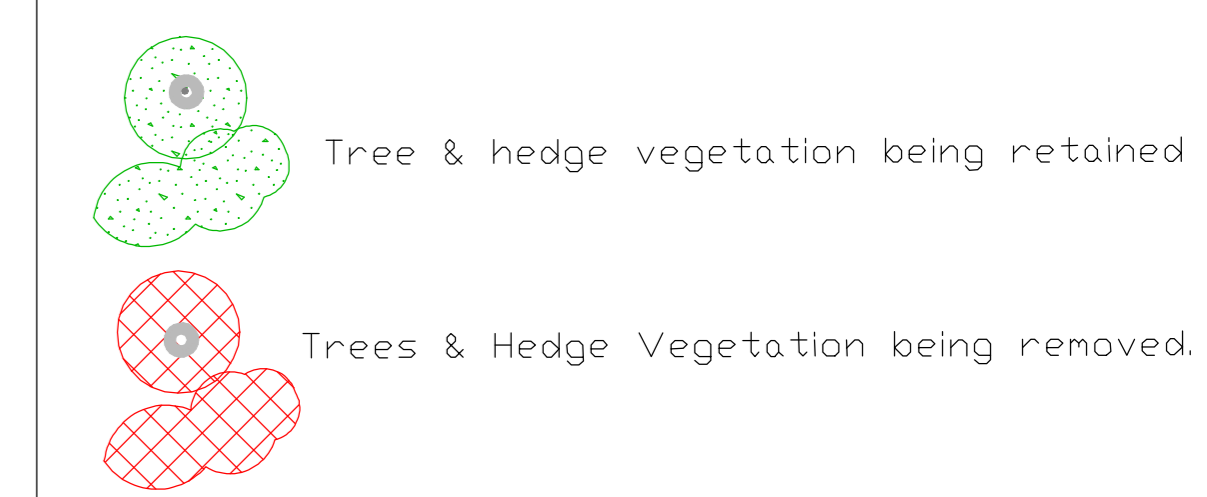 Tree & hedge vegetation being retained
Trees & Hedge Vegetation being removed.